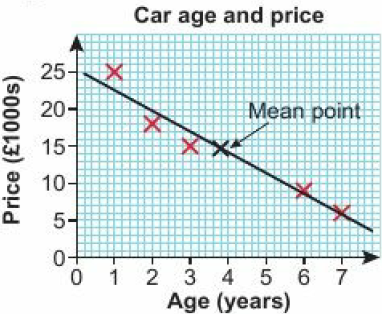 Car age and price
Price (£1000s)
25
20
15
10
5
0
Mean point
0 1 2 3 4 5 6 7
Age (years)